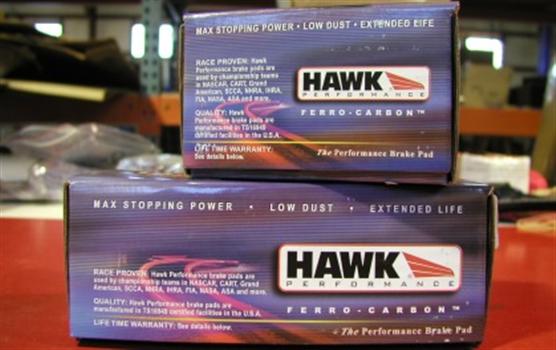 MAX STOPPING POWER • LOW DUST • EXTENDED LIFE
RACE PROVEN: Hawk
Performance brake pads are
used by championship teams
in NASCAR, CART, Grand
American, SCCA, NHRA, IHRA,
FIA, NASA, ASA and more.
HAWK
PERFORMANCE
FERRO-CARBON™
QUALITY: Hawk
Performance brake pads are
manufactured in TS16949
certified facilities in the U.S.A.
LIFE TIME WARRANTY:
See details below.
The Performance Brake Pad
MAX STOPPING POWER • LOW DUST • EXTENDED LIFE
RACE PROVEN: Hawk Performance brake pads are
used by championship teams in NASCAR, CART, Grand
American, SCCA, NHRA, IHRA, FIA, NASA, ASA and more.
HAWK
PERFORMANCE
QUALITY: Hawk Performance brake pads are
manufactured in TS16949 certified facilities in the U.S.A.
FERRO-CARBON™
LIFE TIME WARRANTY: See details below.
The Performance Brake Pad